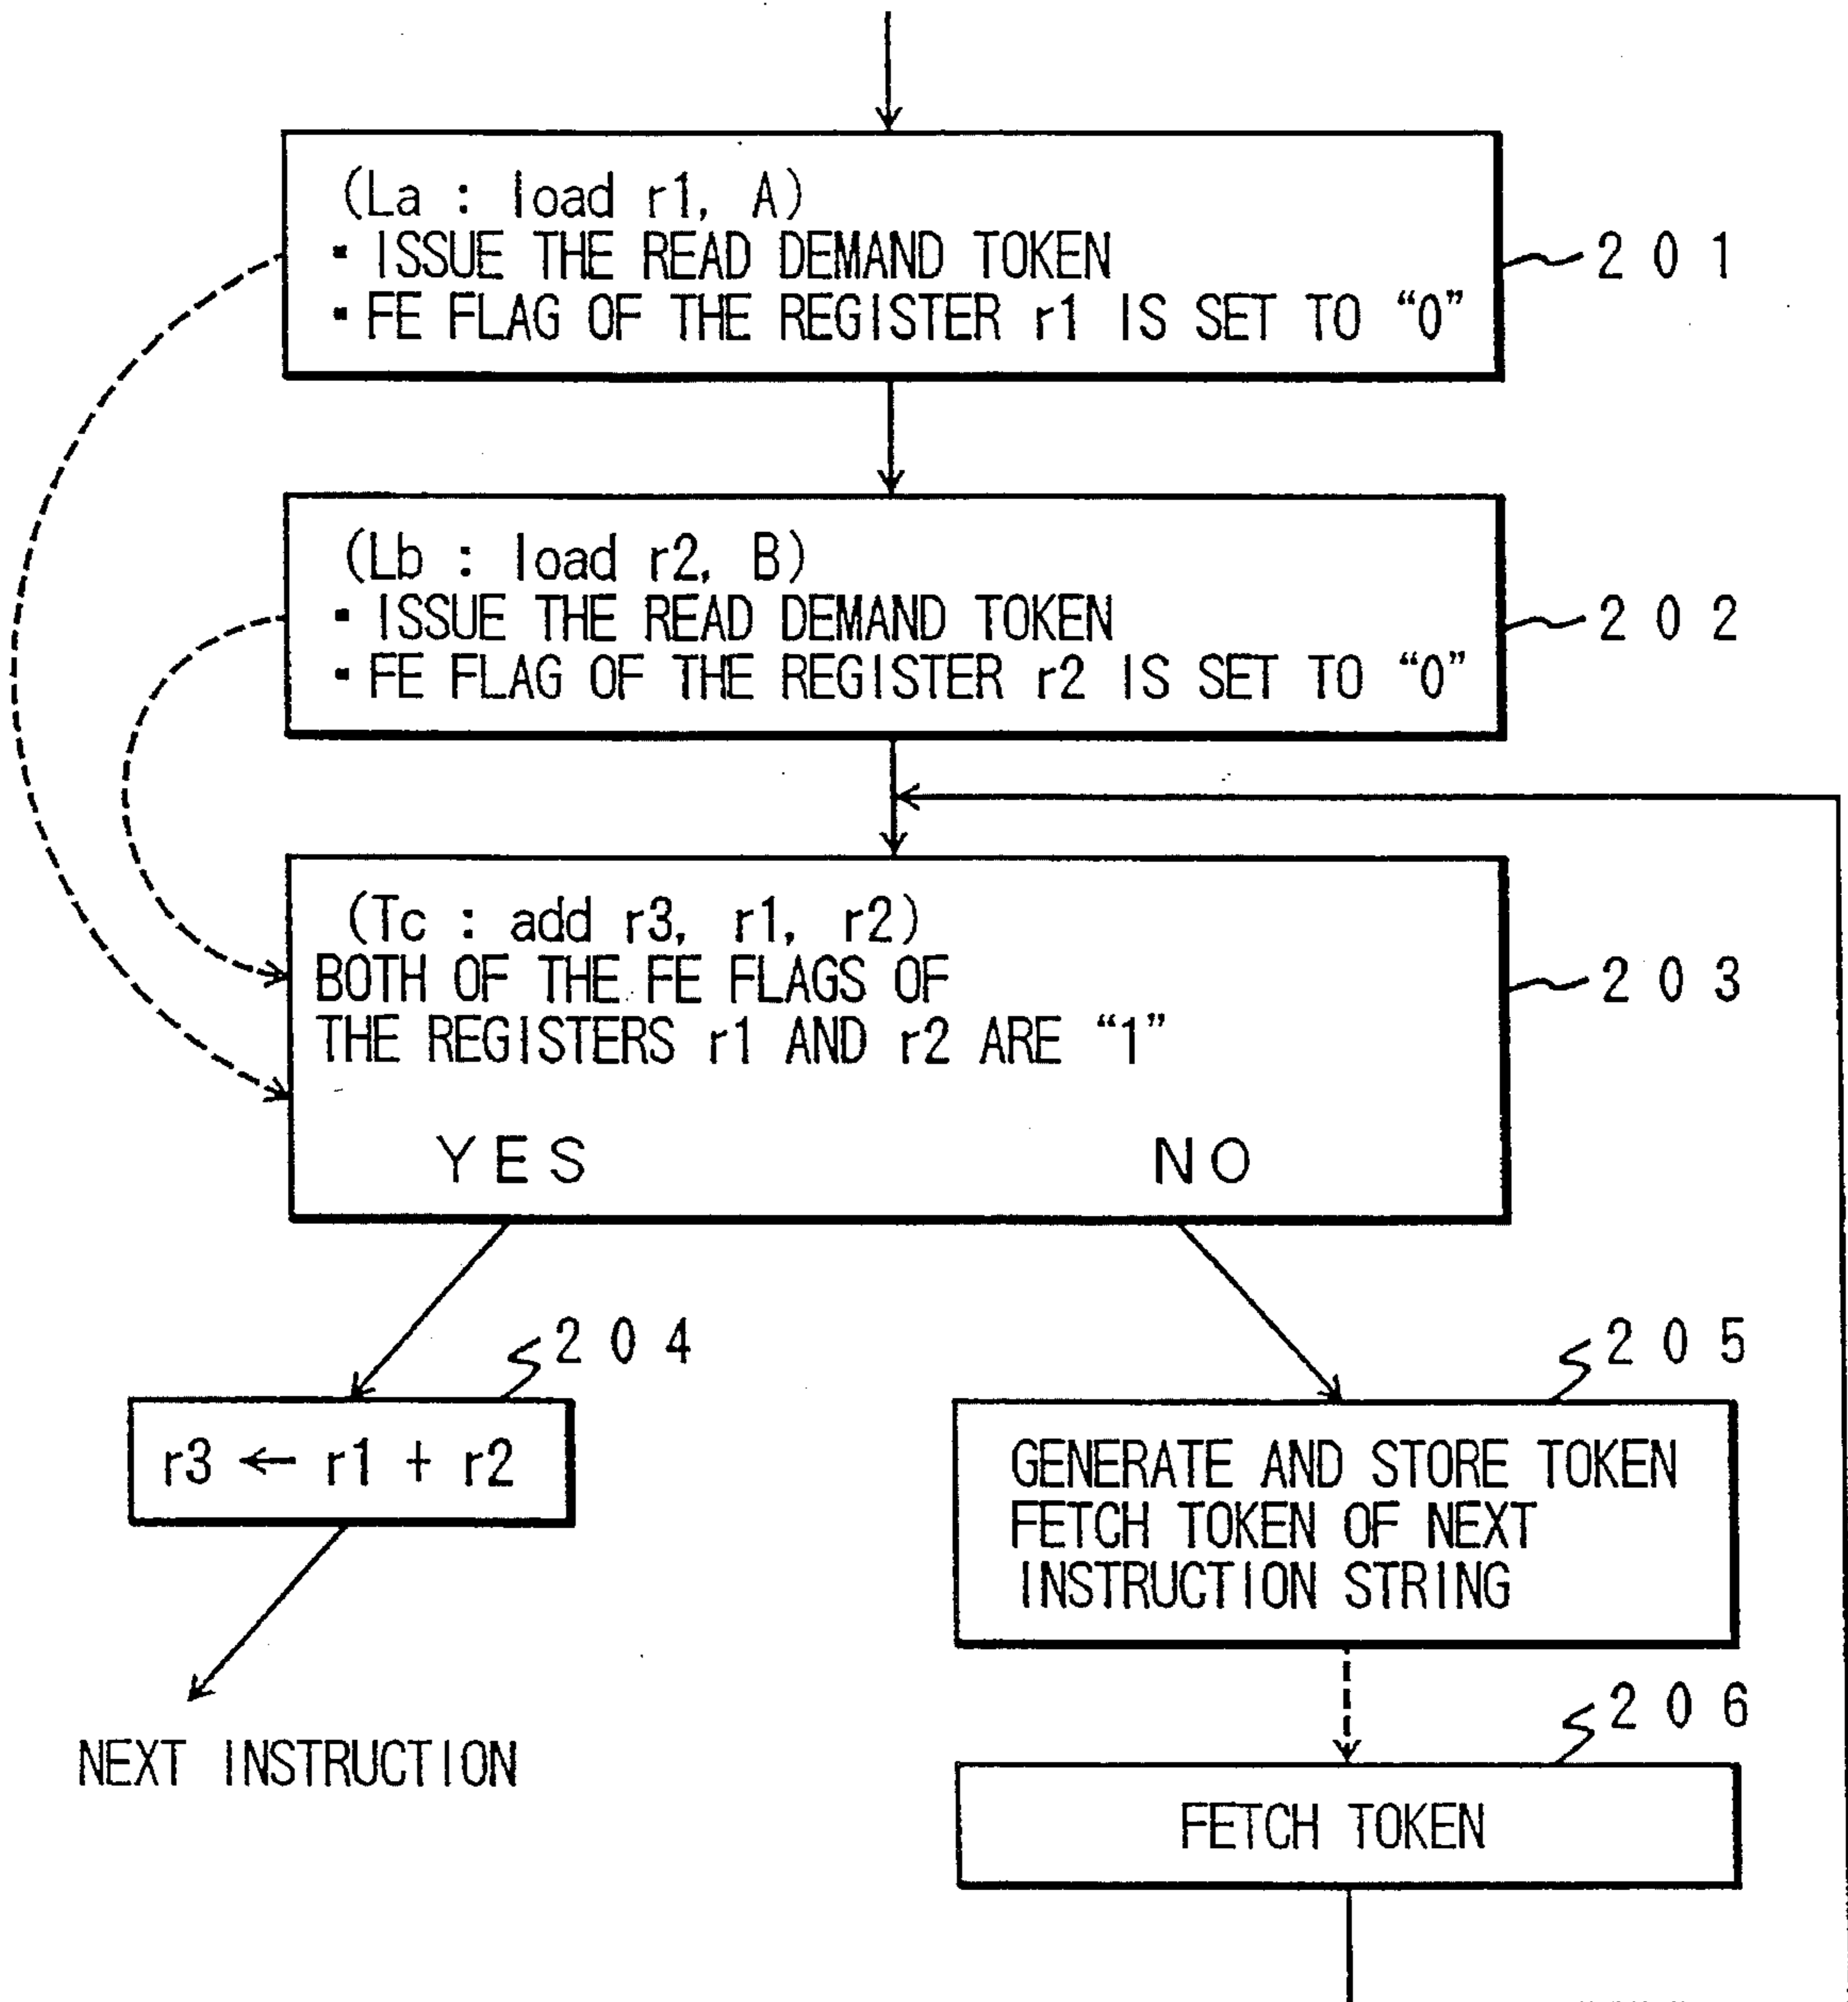 (La : load r1, A)
▪ ISSUE THE READ DEMAND TOKEN
▪ FE FLAG OF THE REGISTER r1 IS SET TO “0”
201
(Lb : load r2, B)
▪ ISSUE THE READ DEMAND TOKEN
▪ FE FLAG OF THE REGISTER r2 IS SET TO “0”
202
(Tc : add r3, r1, r2)
BOTH OF THE FE FLAGS OF
THE REGISTERS r1 AND r2 ARE “1”
203
YES NO
204
r3 ← r1 + r2
NEXT INSTRUCTION
205
GENERATE AND STORE TOKEN
FETCH TOKEN OF NEXT
INSTRUCTION STRING
206
FETCH TOKEN